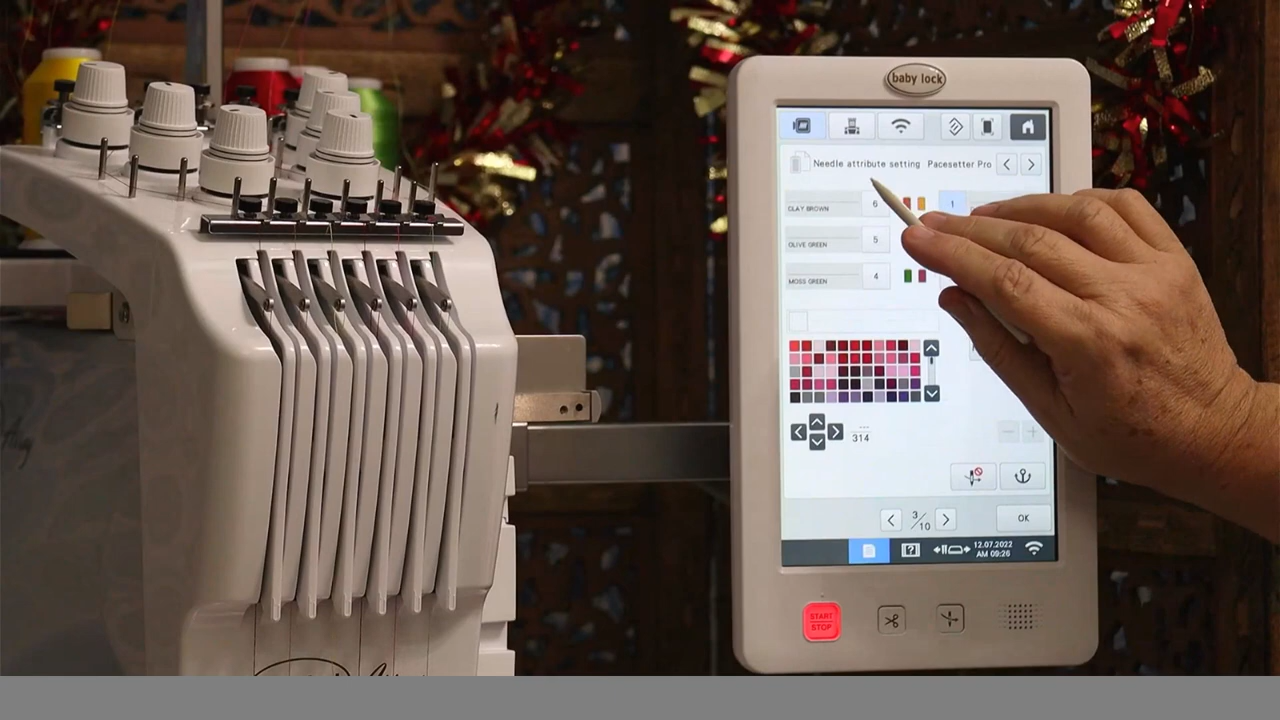 baby lock
Needle attribute setting Pacesetter Pro
CLAY BROWN 6 1
OLIVE GREEN 5
MOSS GREEN 4
314
3/10
OK
12.07.2022
AM 09:26
START
STOP